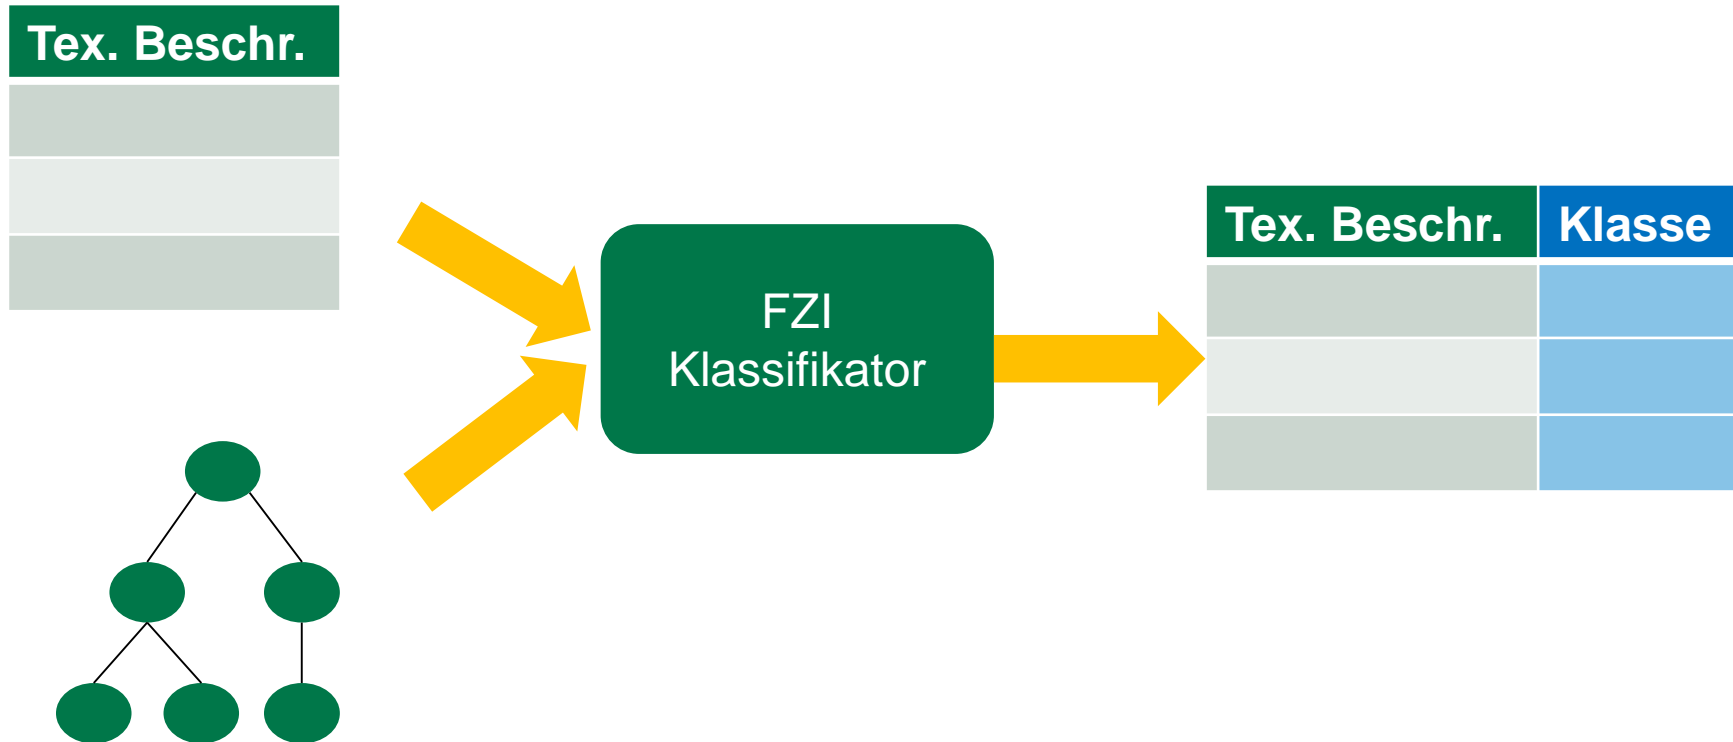 Tex. Beschr.
FZI
Klassifikator
Tex. Beschr.
Klasse